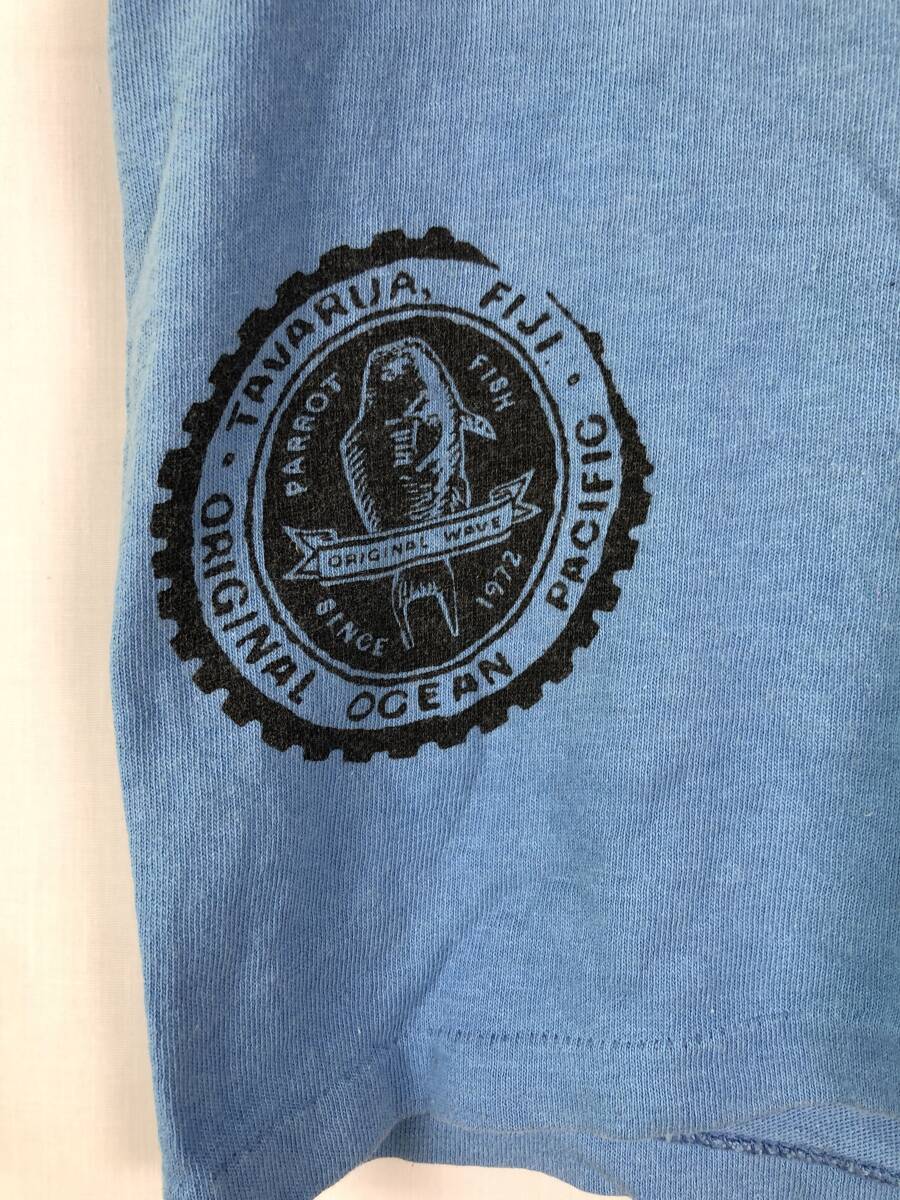 · TAVARUA, FIJI. ·
ORIGINAL OCEAN PACIFIC
PARROT FISH
ORIGINAL WAVE
SINCE 1972